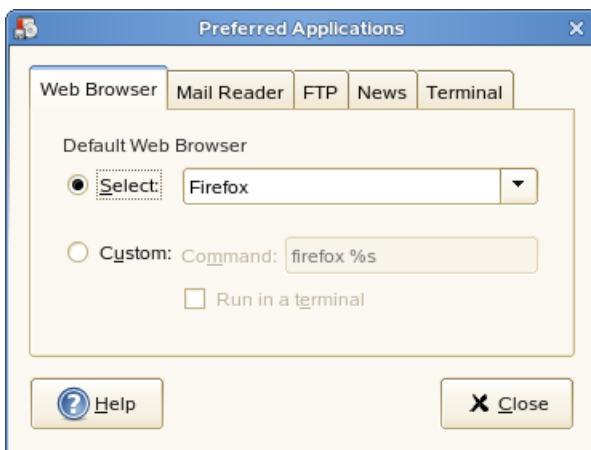 Preferred Applications
Web Browser Mail Reader FTP News Terminal
Default Web Browser
Select: Firefox
Custom: Command: firefox %s
Run in a terminal
Help Close